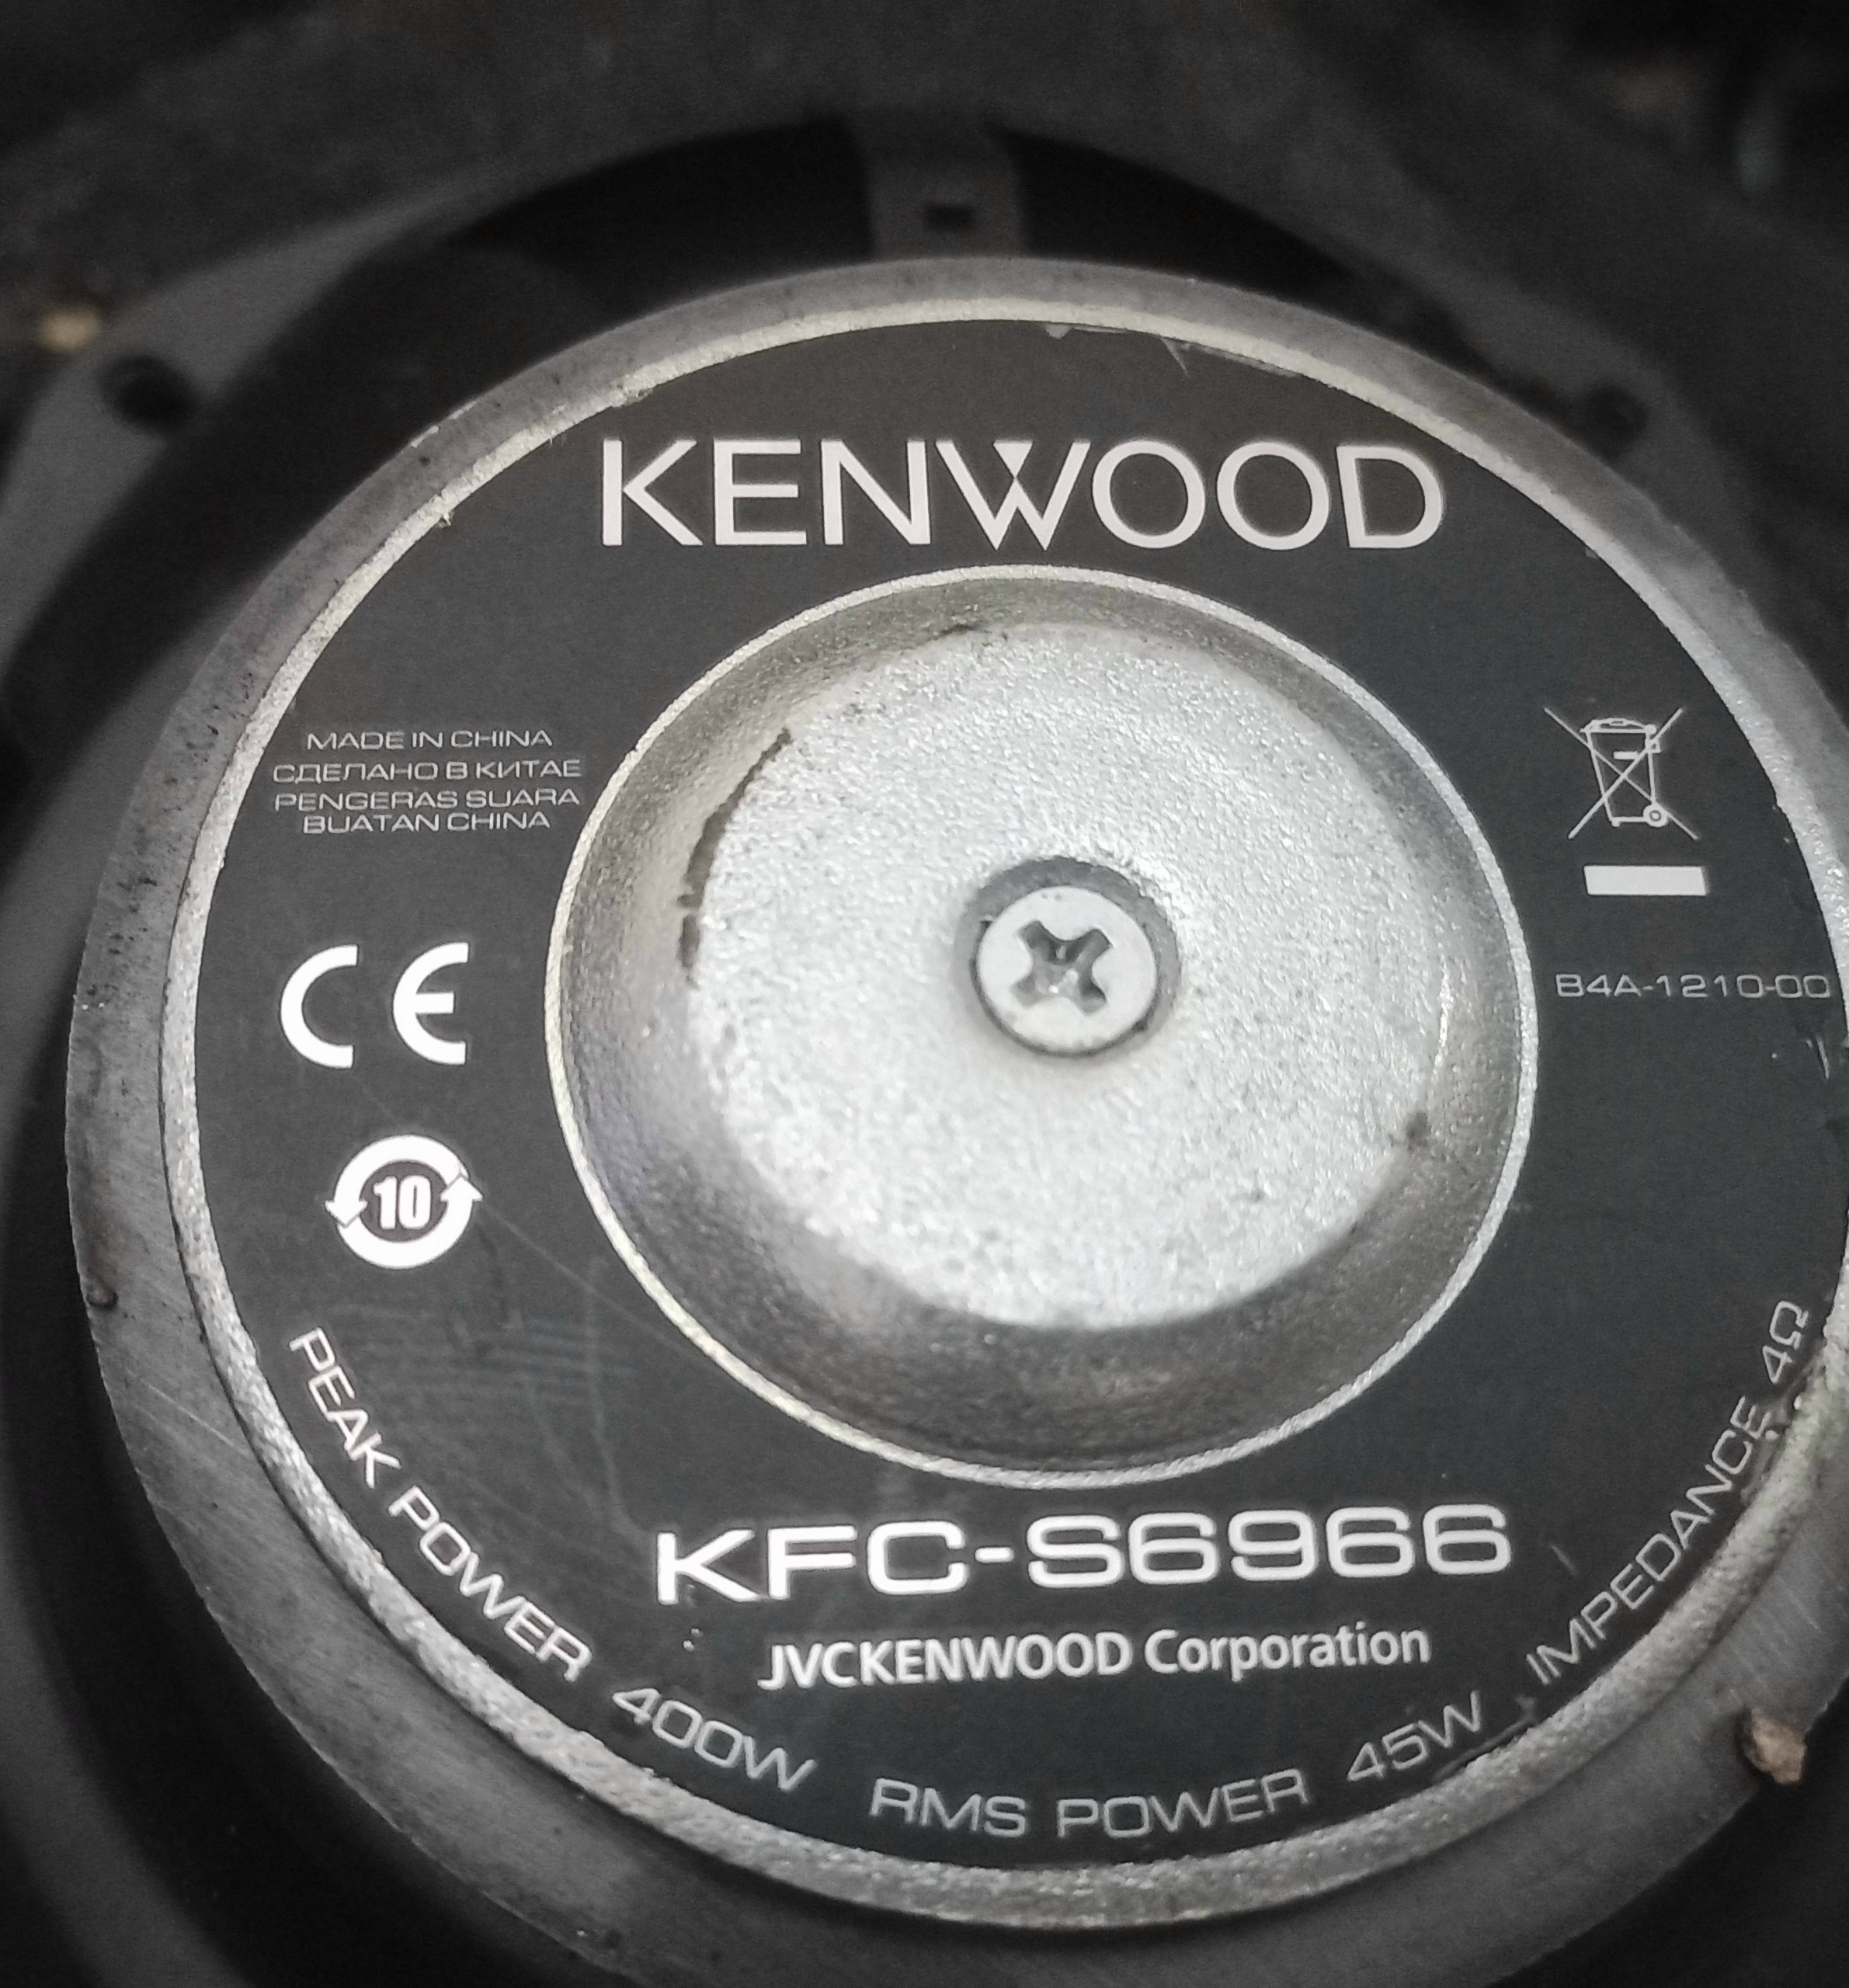 KENWOOD
MADE IN CHINA
СДЕЛАНО В КИТАЕ
PENGERAS SUARA
BUATAN CHINA
B4A-1210-00
CE
10
KFC-S6966
JVCKENWOOD Corporation
PEAK POWER 400W RMS POWER 45W IMPEDANCE 4Ω